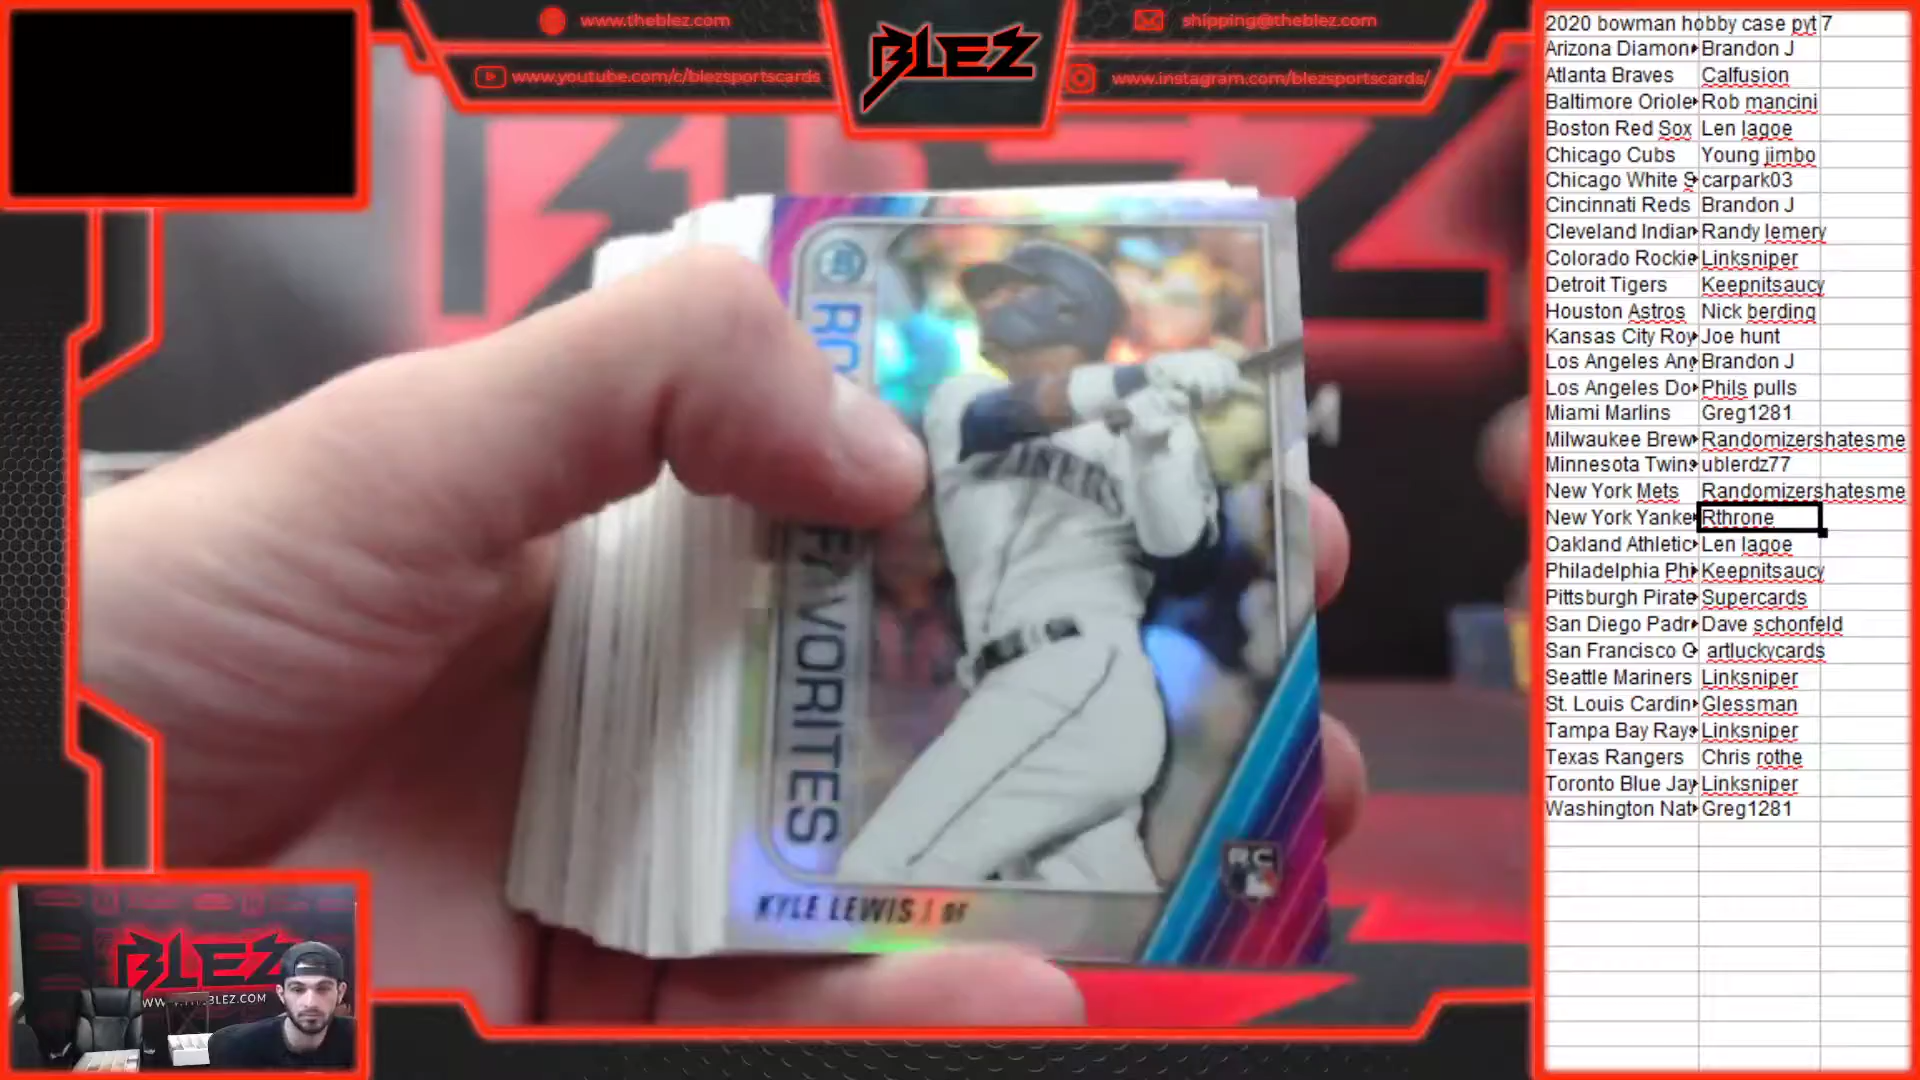 www.theblez.com
www.youtube.com/c/blezsportscards
BLEZ
shipping@theblez.com
www.instagram.com/blezsportscards/
VORITES
KYLE LEWIS / OF
RC
BLEZ
2020 bowman hobby case pyt 7
Arizona Diamon Brandon J
Atlanta Braves Calfusion
Baltimore Oriole Rob mancini
Boston Red Sox Len lagoe
Chicago Cubs Young jimbo
Chicago White S carpark03
Cincinnati Reds Brandon J
Cleveland Indian Randy lemery
Colorado Rockie Linksniper
Detroit Tigers Keepnitsaucy
Houston Astros Nick berding
Kansas City Roy Joe hunt
Los Angeles Ang Brandon J
Los Angeles Do Phils pulls
Miami Marlins Greg1281
Milwaukee Brew Randomizershatesme
Minnesota Twins ublerdz77
New York Mets Randomizershatesme
New York Yanke Rthrone
Oakland Athletic Len lagoe
Philadelphia Phi Keepnitsaucy
Pittsburgh Pirate Supercards
San Diego Padr Dave schonfeld
San Francisco G artluckycards
Seattle Mariners Linksniper
St. Louis Cardin Glessman
Tampa Bay Rays Linksniper
Texas Rangers Chris rothe
Toronto Blue Jay Linksniper
Washington Nat Greg1281